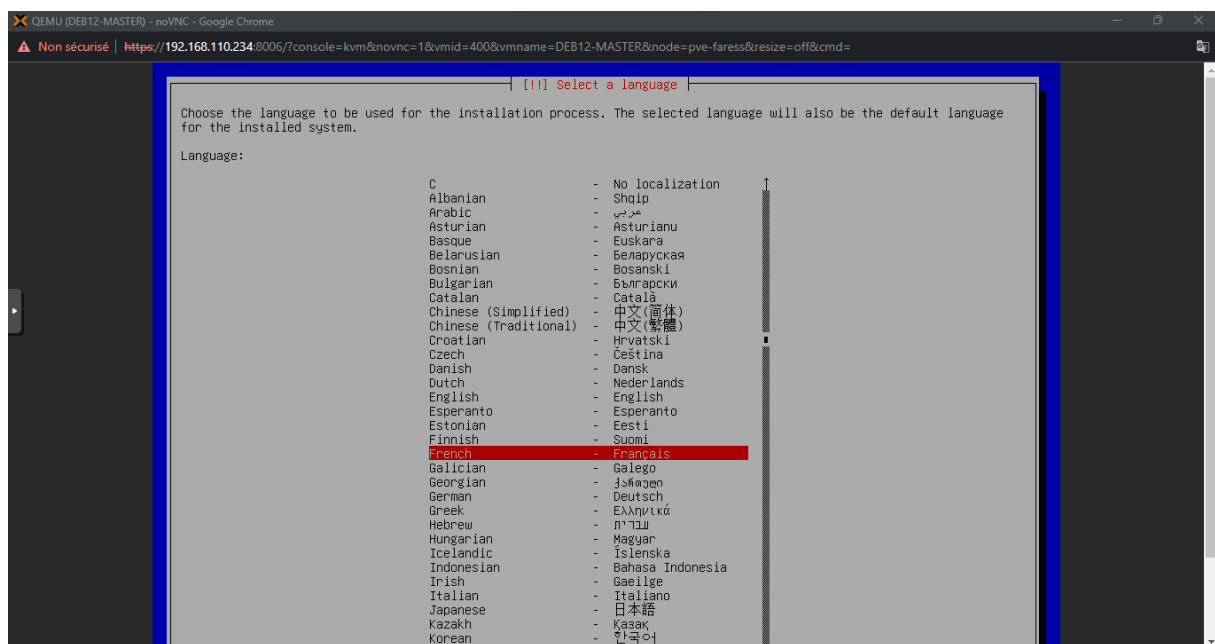 QEMU (DEB12-MASTER) - noVNC - Google Chrome
Non sécurisé | https://192.168.110.234:8006/?console=kvm&novnc=1&vmid=400&vmname=DEB12-MASTER&node=pve-faress&resize=off&cmd=
[!!] Select a language
Choose the language to be used for the installation process. The selected language will also be the default language
for the installed system.
Language:
C - No localization
Albanian - Shqip
Arabic - عربي
Asturian - Asturianu
Basque - Euskara
Belarusian - Беларуская
Bosnian - Bosanski
Bulgarian - Български
Catalan - Català
Chinese (Simplified) - 中文(简体)
Chinese (Traditional) - 中文(繁體)
Croatian - Hrvatski
Czech - Čeština
Danish - Dansk
Dutch - Nederlands
English - English
Esperanto - Esperanto
Estonian - Eesti
Finnish - Suomi
French - Français
Galician - Galego
Georgian - ქართული
German - Deutsch
Greek - Ελληνικά
Hebrew - עברית
Hungarian - Magyar
Icelandic - Íslenska
Indonesian - Bahasa Indonesia
Irish - Gaeilge
Italian - Italiano
Japanese - 日本語
Kazakh - Қазақ
Korean - 한국어